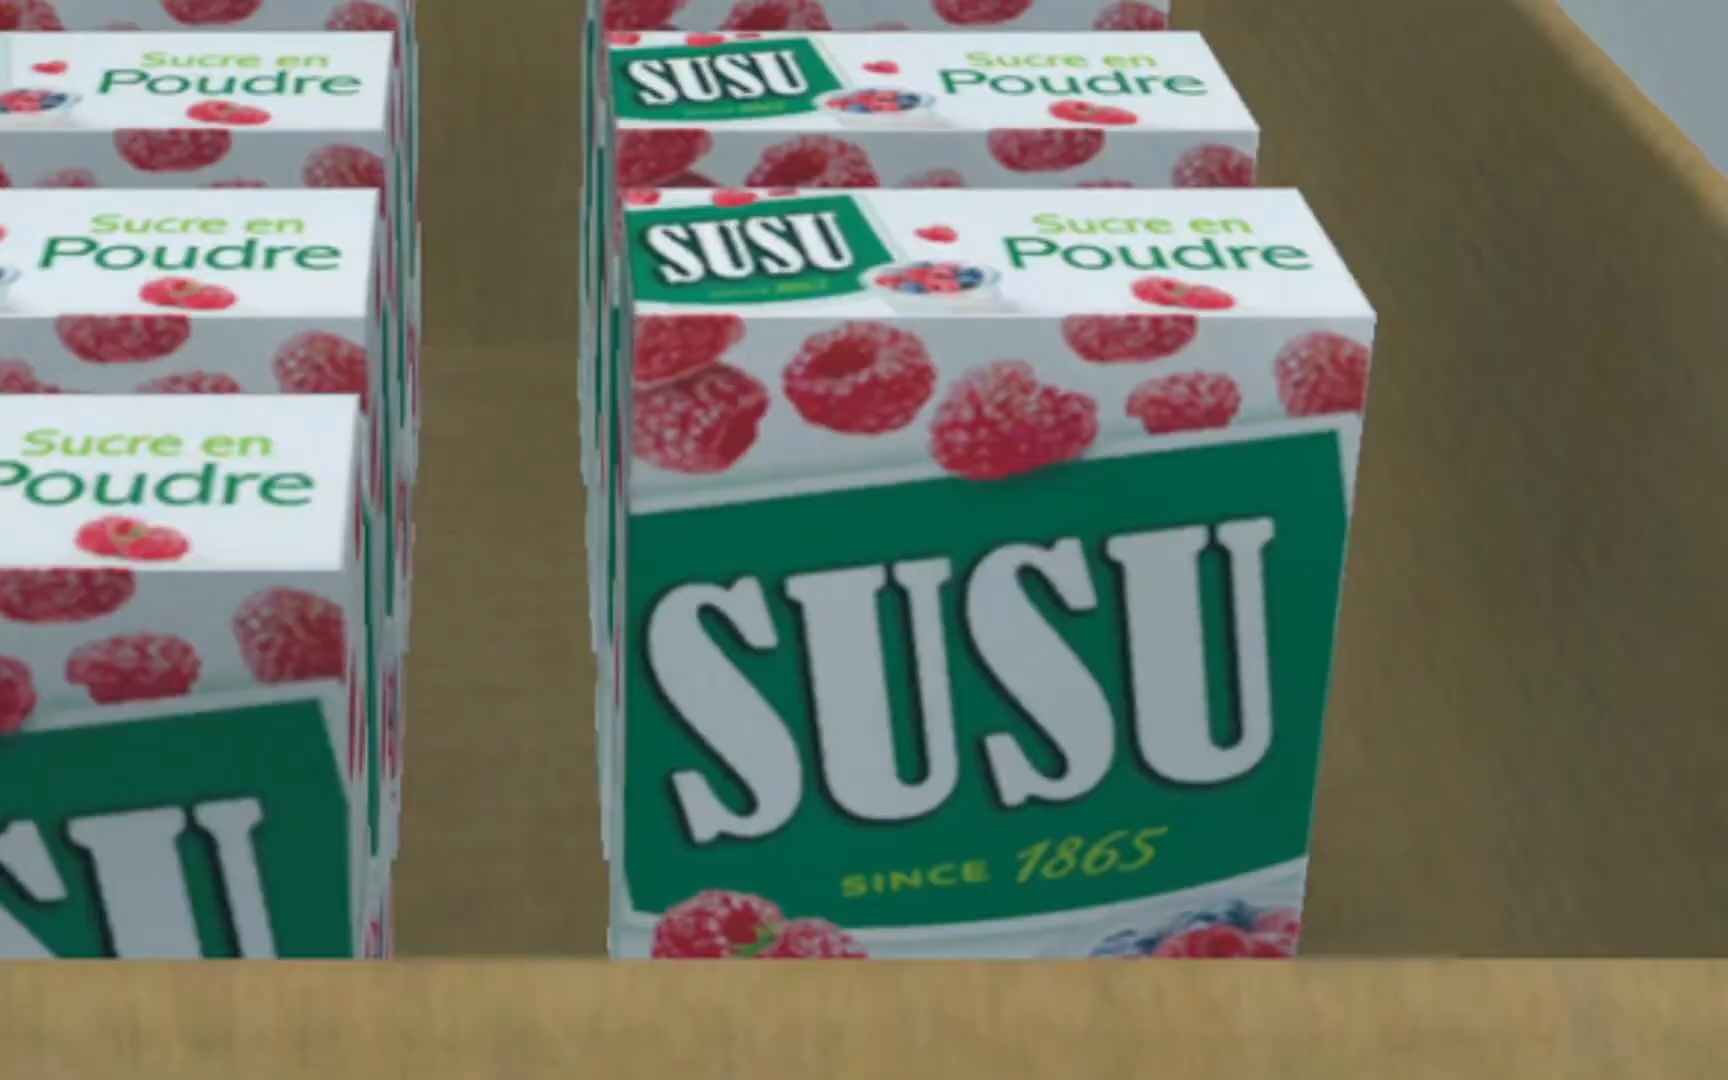 Sucre en
Poudre
SUSU
Sucre en
Poudre
Sucre en
Poudre
SUSU
Sucre en
Poudre
Sucre en
Poudre
SUSU
SINCE 1865